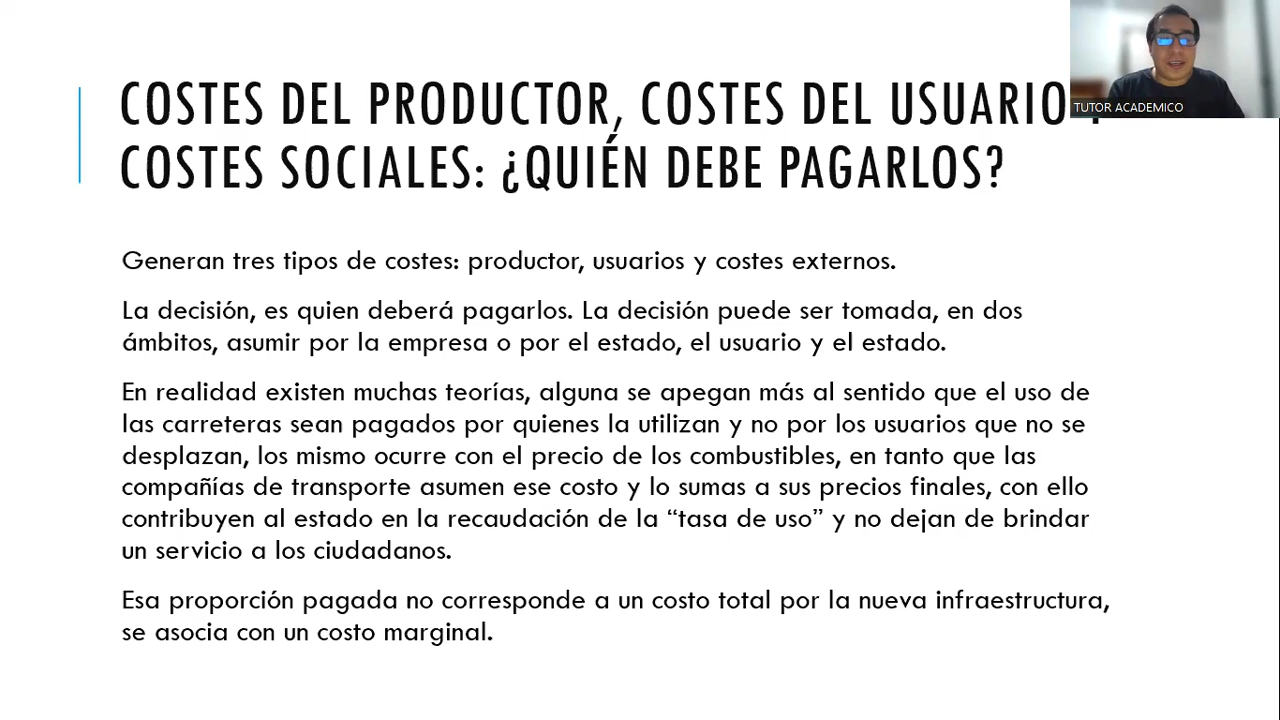 COSTES DEL PRODUCTOR, COSTES DEL USUARIO
COSTES SOCIALES: ¿QUIÉN DEBE PAGARLOS?
TUTOR ACADEMICO
Generan tres tipos de costes: productor, usuarios y costes externos.
La decisión, es quien deberá pagarlos. La decisión puede ser tomada, en dos
ámbitos, asumir por la empresa o por el estado, el usuario y el estado.
En realidad existen muchas teorías, alguna se apegan más al sentido que el uso de
las carreteras sean pagados por quienes la utilizan y no por los usuarios que no se
desplazan, los mismo ocurre con el precio de los combustibles, en tanto que las
compañías de transporte asumen ese costo y lo sumas a sus precios finales, con ello
contribuyen al estado en la recaudación de la “tasa de uso” y no dejan de brindar
un servicio a los ciudadanos.
Esa proporción pagada no corresponde a un costo total por la nueva infraestructura,
se asocia con un costo marginal.